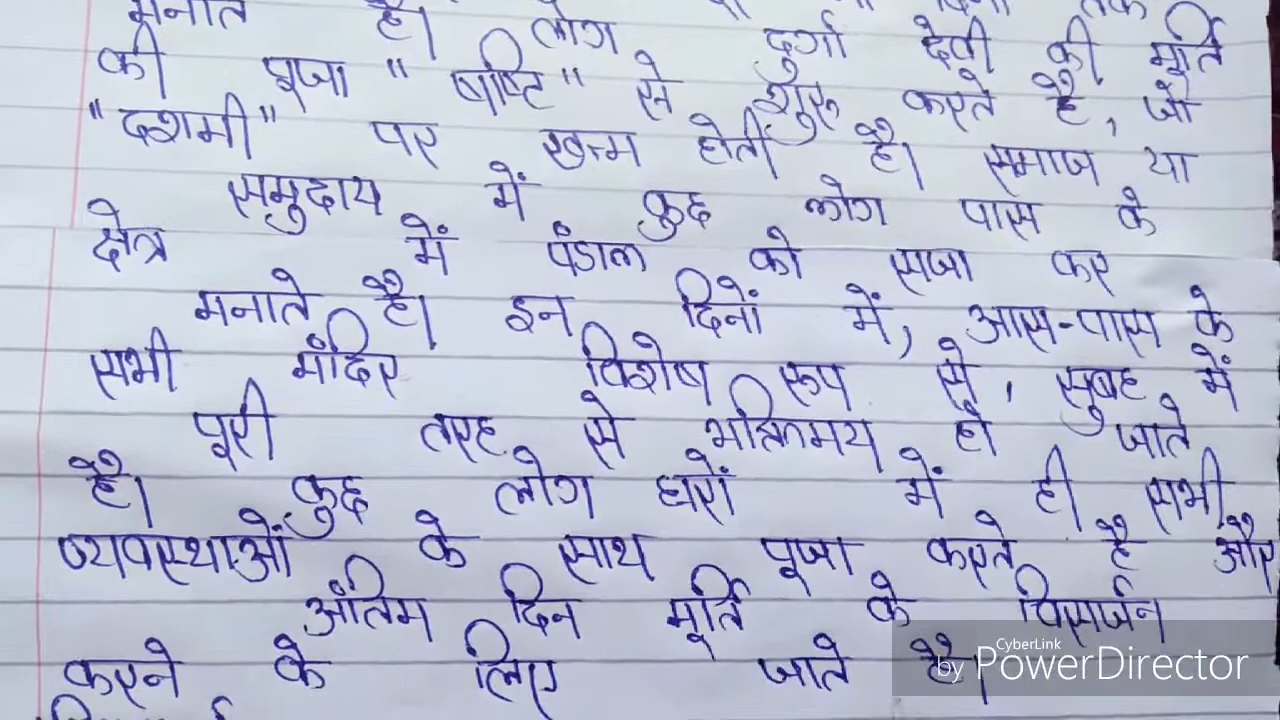 मनाते है। लोग दुर्गा देवी की मूर्ति
की पूजा "षष्टि" से शुरू करते है, जो
"दशमी" पर खत्म होती है। समाज या
समुदाय में कुछ लोग पास के
क्षेत्र में पंडाल को सजा कर
मनाते है। इन दिनों में, आस-पास के
सभी मंदिर विशेष रूप से, सुबह में
पूरी तरह से भक्तिमय हो जाते
है। कुछ लोग घरों में ही सभी
व्यवस्थाओं के साथ पूजा करते है और
अंतिम दिन मूर्ति के विसर्जन
करने के लिए जाते है।
CyberLink
by PowerDirector